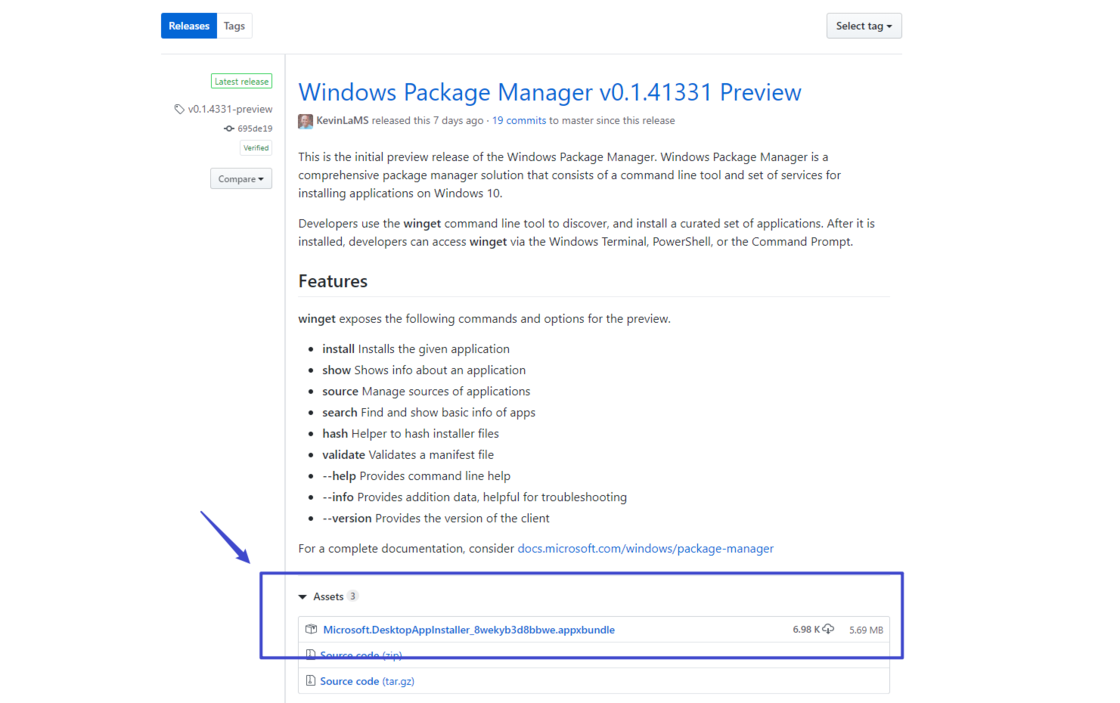 Releases Tags Select tag
Latest release
v0.1.4331-preview
695de19
Verified
Compare
Windows Package Manager v0.1.41331 Preview
KevinLaMS released this 7 days ago · 19 commits to master since this release
This is the initial preview release of the Windows Package Manager. Windows Package Manager is a
comprehensive package manager solution that consists of a command line tool and set of services for
installing applications on Windows 10.
Developers use the winget command line tool to discover, and install a curated set of applications. After it is
installed, developers can access winget via the Windows Terminal, PowerShell, or the Command Prompt.
Features
winget exposes the following commands and options for the preview.
• install Installs the given application
• show Shows info about an application
• source Manage sources of applications
• search Find and show basic info of apps
• hash Helper to hash installer files
• validate Validates a manifest file
• --help Provides command line help
• --info Provides addition data, helpful for troubleshooting
• --version Provides the version of the client
For a complete documentation, consider docs.microsoft.com/windows/package-manager
Assets 3
Microsoft.DesktopAppInstaller_8wekyb3d8bbwe.appxbundle 6.98 K 5.69 MB
Source code (zip)
Source code (tar.gz)